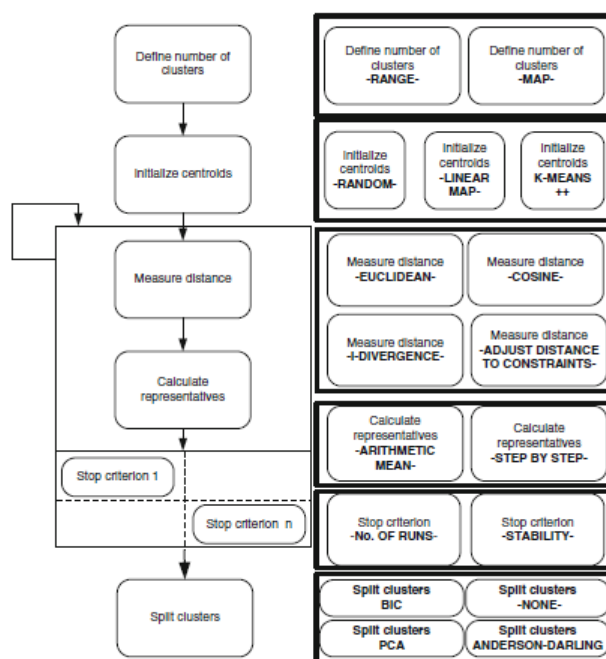 Define number of
clusters
Initialize centroids
Measure distance
Calculate
representatives
Stop criterion 1
Stop criterion n
Split clusters
Define number of
clusters
-RANGE-
Define number of
clusters
-MAP-
Initialize
centroids
-RANDOM-
Initialize
centroids
-LINEAR
MAP-
Initialize
centroids
K-MEANS
++
Measure distance
-EUCLIDEAN-
Measure distance
-COSINE-
Measure distance
-I-DIVERGENCE-
Measure distance
-ADJUST DISTANCE
TO CONSTRAINTS-
Calculate
representatives
-ARITHMETIC
MEAN-
Calculate
representatives
-STEP BY STEP-
Stop criterion
-No. OF RUNS-
Stop criterion
-STABILITY-
Split clusters
BIC
Split clusters
-NONE-
Split clusters
PCA
Split clusters
ANDERSON-DARLING